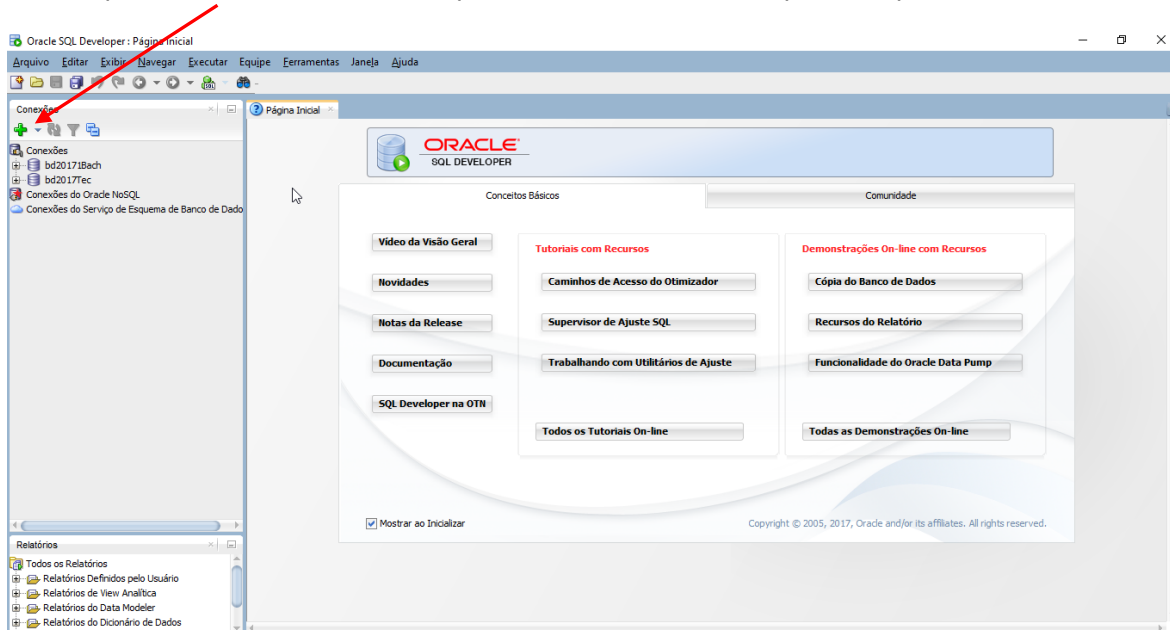 Oracle SQL Developer : Página Inicial
Arquivo Editar Exibir Navegar Executar Equipe Ferramentas Janela Ajuda
Conexões
Página Inicial
Conexões
bd20171Bach
bd2017Tec
Conexões do Oracle NoSQL
Conexões do Serviço de Esquema de Banco de Dado
ORACLE
SQL DEVELOPER
Conceitos Básicos
Comunidade
Vídeo da Visão Geral
Novidades
Notas da Release
Documentação
SQL Developer na OTN
Tutoriais com Recursos
Caminhos de Acesso do Otimizador
Supervisor de Ajuste SQL
Trabalhando com Utilitários de Ajuste
Todos os Tutoriais On-line
Demonstrações On-line com Recursos
Cópia do Banco de Dados
Recursos do Relatório
Funcionalidade do Oracle Data Pump
Todas as Demonstrações On-line
Mostrar ao Inicializar
Copyright © 2005, 2017, Oracle and/or its affiliates. All rights reserved.
Relatórios
Todos os Relatórios
Relatórios Definidos pelo Usuário
Relatórios de View Analítica
Relatórios do Data Modeler
Relatórios do Dicionário de Dados